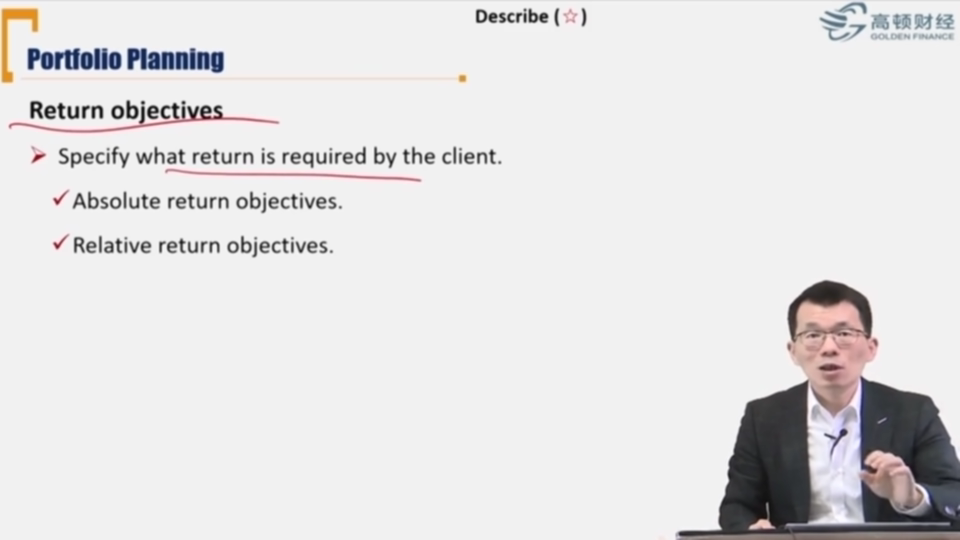 Describe (☆)
高顿财经
GOLDEN FINANCE
Portfolio Planning
Return objectives
Specify what return is required by the client.
Absolute return objectives.
Relative return objectives.